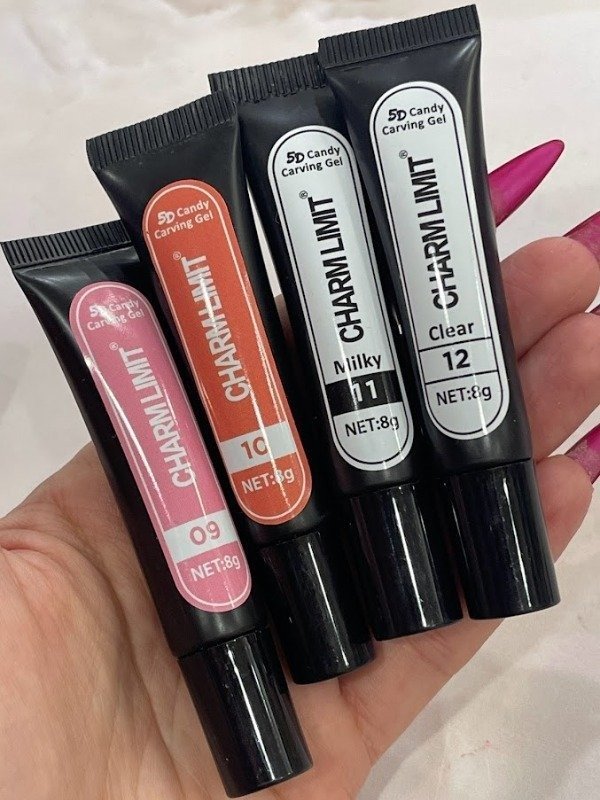 5D Candy
Carving Gel
CHARM LIMIT®
09
NET:8g
5D Candy
Carving Gel
CHARM LIMIT®
10
NET:8g
5D Candy
Carving Gel
CHARM LIMIT®
Milky
11
NET:8g
5D Candy
Carving Gel
CHARM LIMIT®
Clear
12
NET:8g